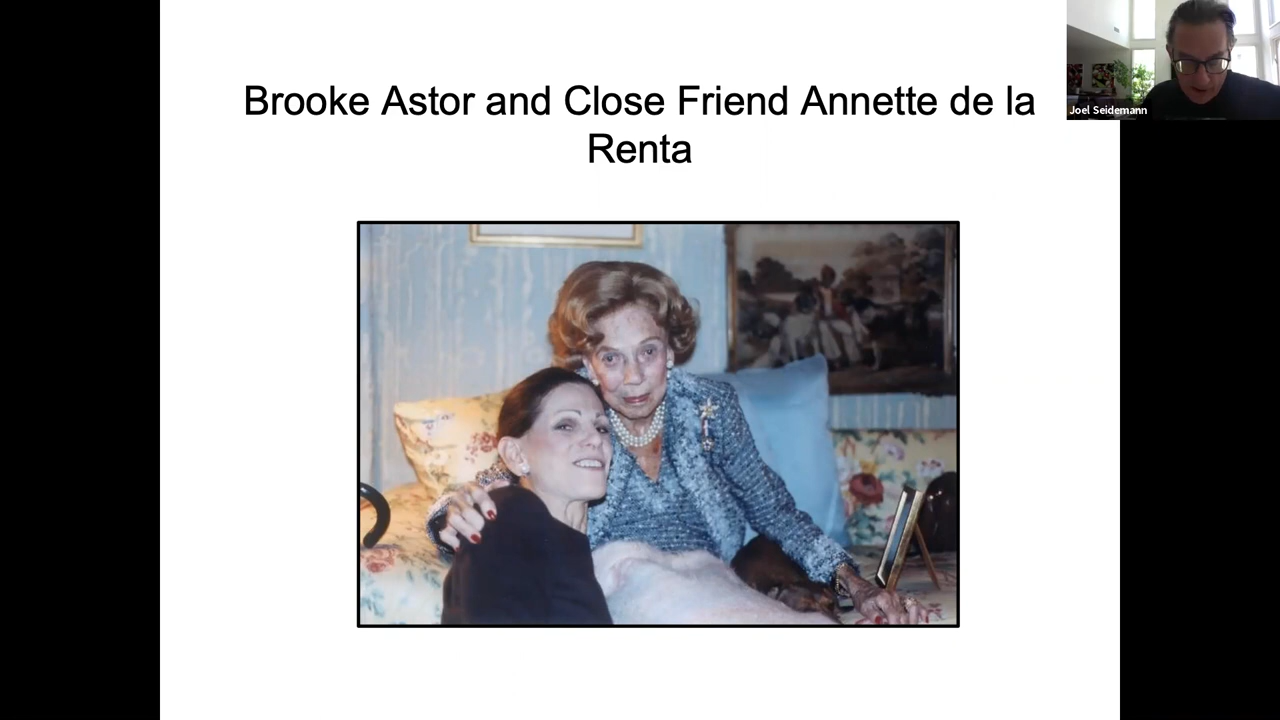 Brooke Astor and Close Friend Annette de la
Renta
Joel Seidemann